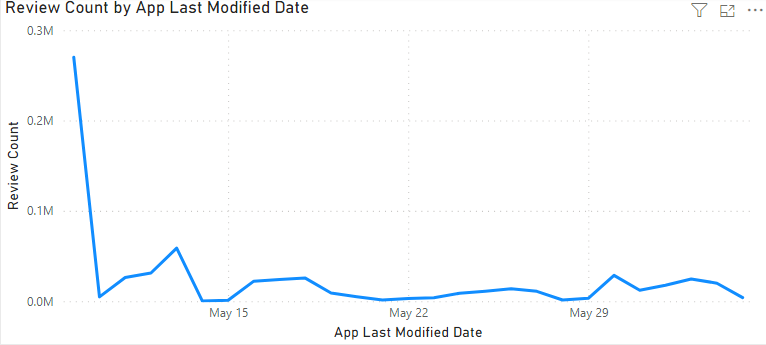 Review Count by App Last Modified Date
0.3M
0.2M
0.1M
0.0M
Review Count
May 15 May 22 May 29
App Last Modified Date